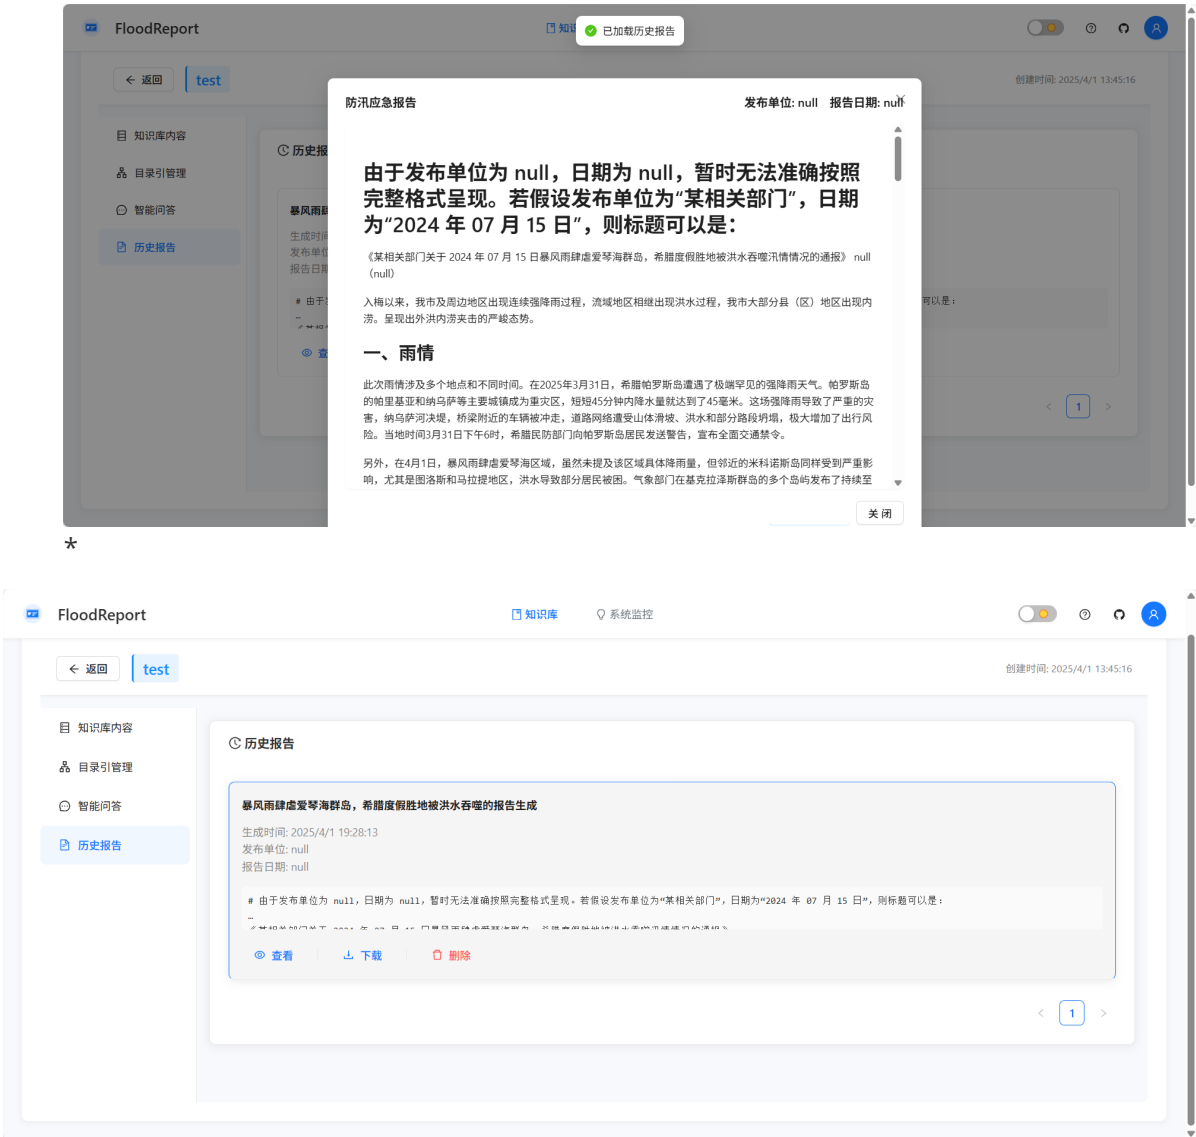 FloodReport
知识
已加载历史报告
返回
test
创建时间: 2025/4/1 13:45:16
防汛应急报告
发布单位: null 报告日期: null
知识库内容
目录引管理
智能问答
历史报告
历史报
暴风雨肆
生成时间
发布单位
报告日期
# 由于
…
可以是：
查
由于发布单位为 null，日期为 null，暂时无法准确按照
完整格式呈现。若假设发布单位为“某相关部门”，日期
为“2024 年 07 月 15 日”，则标题可以是：
《某相关部门关于 2024 年 07 月 15 日暴风雨肆虐爱琴海群岛，希腊度假胜地被洪水吞噬汛情情况的通报》 null
（null）
入梅以来，我市及周边地区出现连续强降雨过程，流域地区相继出现洪水过程，我市大部分县（区）地区出现内
涝。呈现出外洪内涝夹击的严峻态势。
一、雨情
此次雨情涉及多个地点和不同时间。在2025年3月31日，希腊帕罗斯岛遭遇了极端罕见的强降雨天气。帕罗斯岛
的帕里基亚和纳乌萨等主要城镇成为重灾区，短短45分钟内降水量就达到了45毫米。这场强降雨导致了严重的灾
害，纳乌萨河决堤，桥梁附近的车辆被冲走，道路网络遭受山体滑坡、洪水和部分路段坍塌，极大增加了出行风
险。当地时间3月31日下午6时，希腊民防部门向帕罗斯岛居民发送警告，宣布全面交通禁令。
另外，在4月1日，暴风雨肆虐爱琴海区域，虽然未提及该区域具体降雨量，但邻近的米科诺斯岛同样受到严重影
响，尤其是图洛斯和马拉提地区，洪水导致部分居民被困。气象部门在基克拉泽斯群岛的多个岛屿发布了持续至
1
关 闭
*
FloodReport
知识库
系统监控
返回
test
创建时间: 2025/4/1 13:45:16
知识库内容
目录引管理
智能问答
历史报告
历史报告
暴风雨肆虐爱琴海群岛，希腊度假胜地被洪水吞噬的报告生成
生成时间: 2025/4/1 19:28:13
发布单位: null
报告日期: null
# 由于发布单位为 null，日期为 null，暂时无法准确按照完整格式呈现。若假设发布单位为“某相关部门”，日期为“2024 年 07 月 15 日”，则标题可以是：
…
查看
下载
删除
1